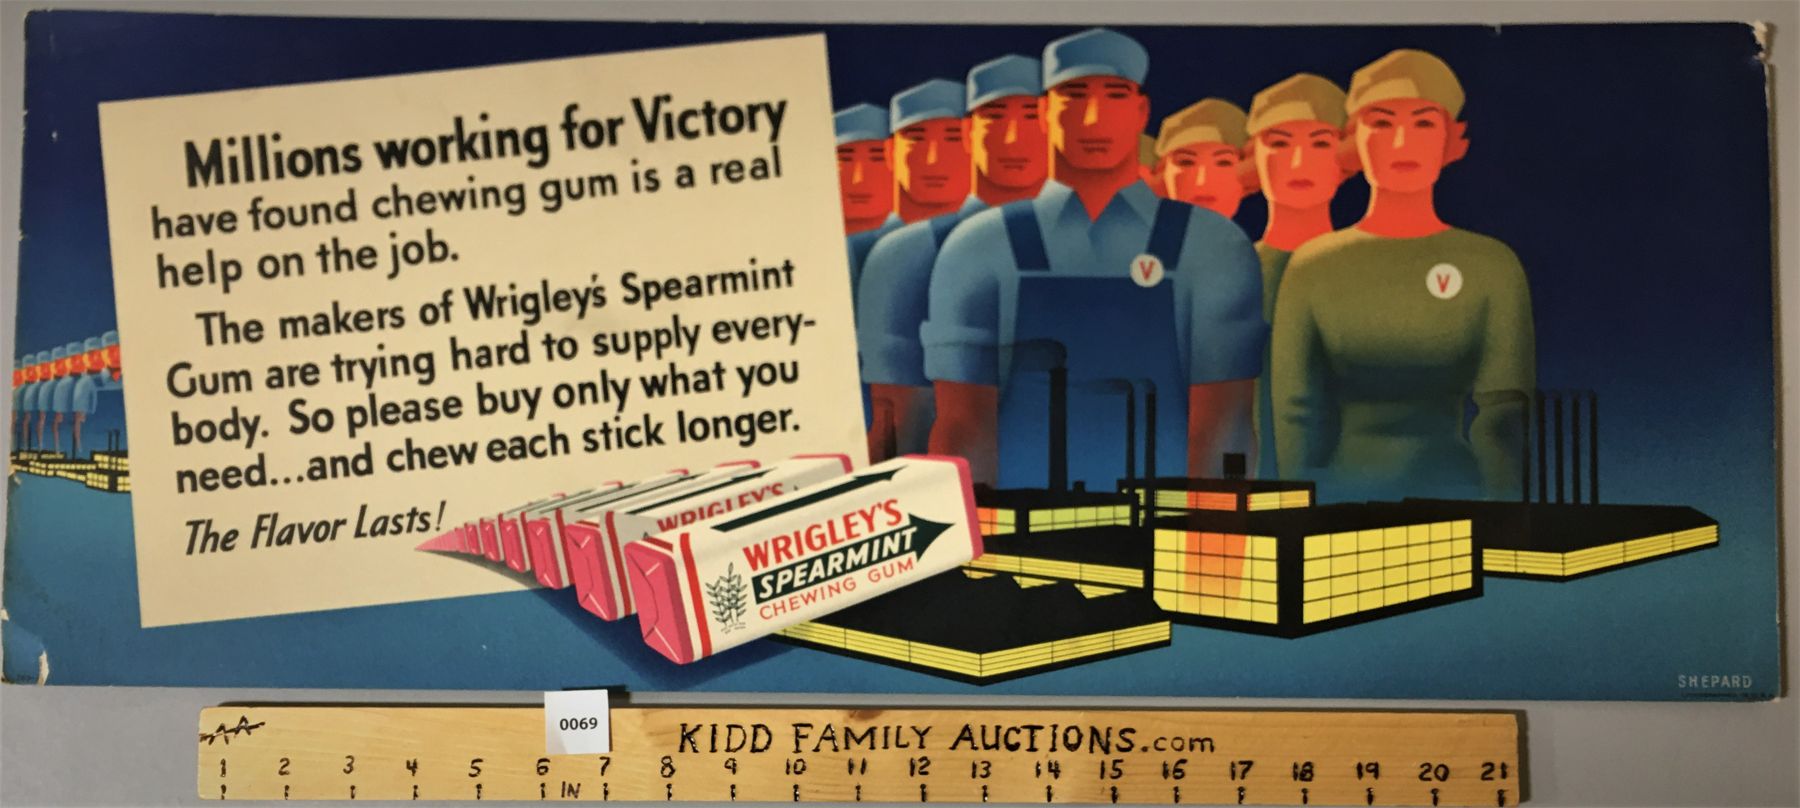 Millions working for Victory
have found chewing gum is a real
help on the job.
The makers of Wrigley's Spearmint
Gum are trying hard to supply every-
body. So please buy only what you
need...and chew each stick longer.
The Flavor Lasts!
WRIGLEY'S
WRIGLEY'S
SPEARMINT
CHEWING GUM
V
V
SHEPARD
0069
KIDD FAMILY AUCTIONS.com
1 2 3 4 5 6 7 8 9 10 11 12 13 14 15 16 17 18 19 20 21
IN